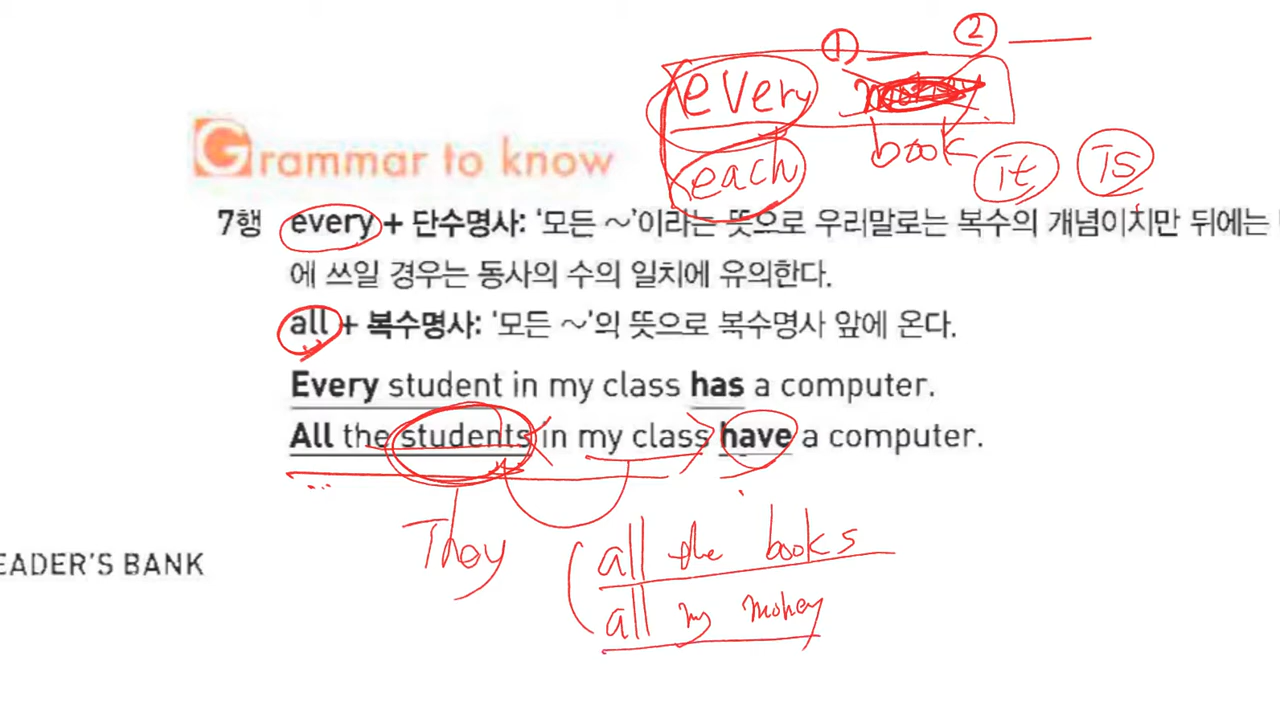 ① ②
every
book
each It Is
Grammar to know
7행 every + 단수명사: '모든 ~'이라는 뜻으로 우리말로는 복수의 개념이지만 뒤에는
에 쓰일 경우는 동사의 수의 일치에 유의한다.
all + 복수명사: '모든 ~'의 뜻으로 복수명사 앞에 온다.
Every student in my class has a computer.
All the students in my class have a computer.
They
all the books
all my money
EADER'S BANK